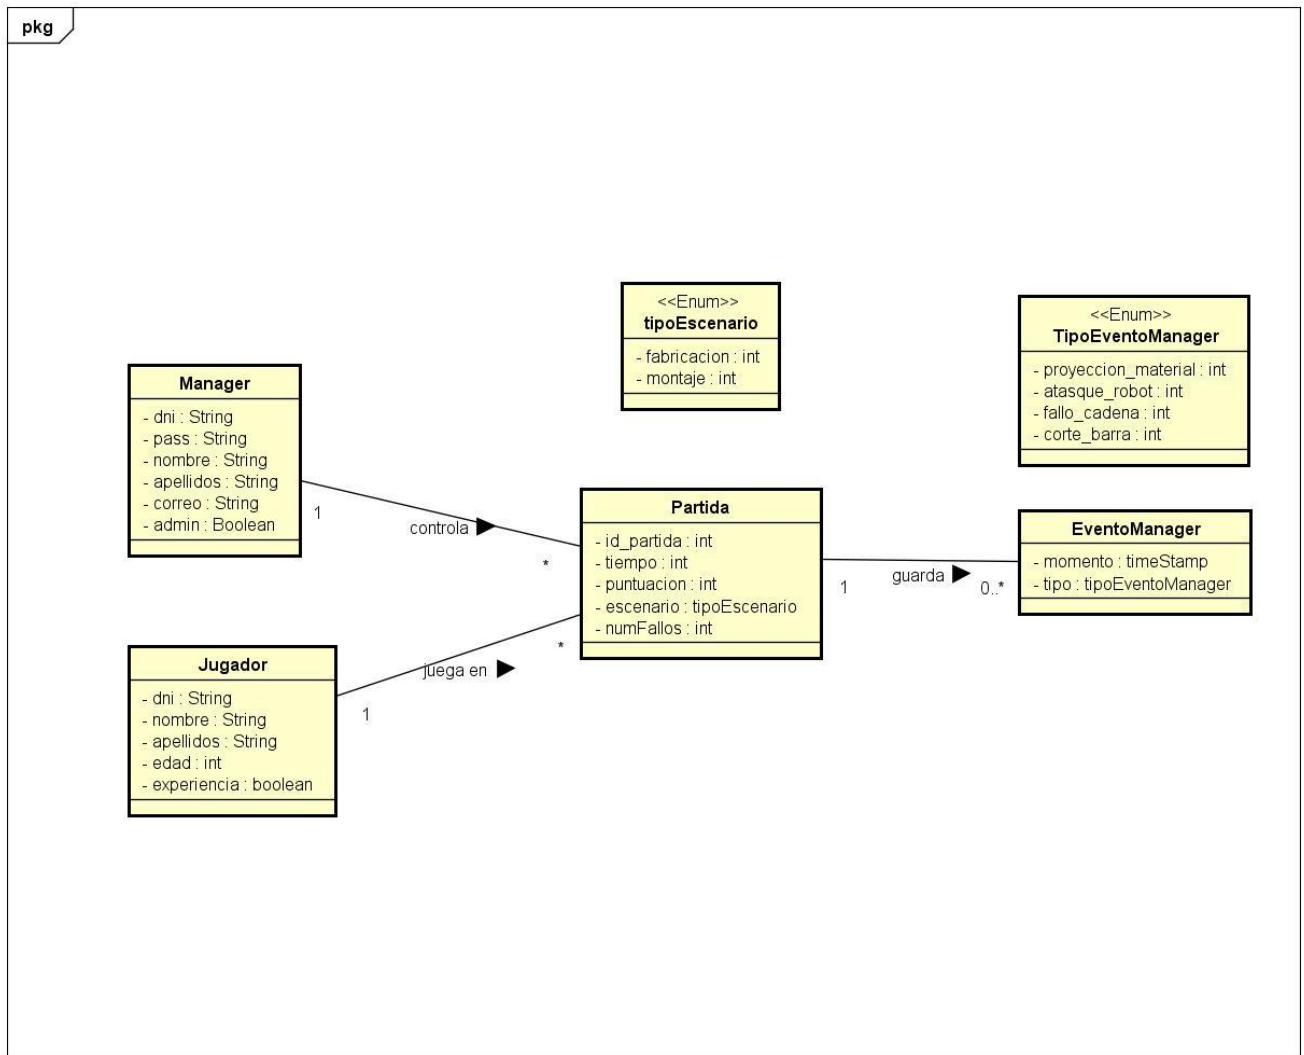 pkg
<<Enum>>
tipoEscenario
- fabricacion : int
- montaje : int
<<Enum>>
TipoEventoManager
- proyeccion_material : int
- atasque_robot : int
- fallo_cadena : int
- corte_barra : int
Manager
- dni : String
- pass : String
- nombre : String
- apellidos : String
- correo : String
- admin : Boolean
1
controla
*
Partida
- id_partida : int
- tiempo : int
- puntuacion : int
- escenario : tipoEscenario
- numFallos : int
1
guarda
0..*
EventoManager
- momento : timeStamp
- tipo : tipoEventoManager
Jugador
- dni : String
- nombre : String
- apellidos : String
- edad : int
- experiencia : boolean
1
juega en
*